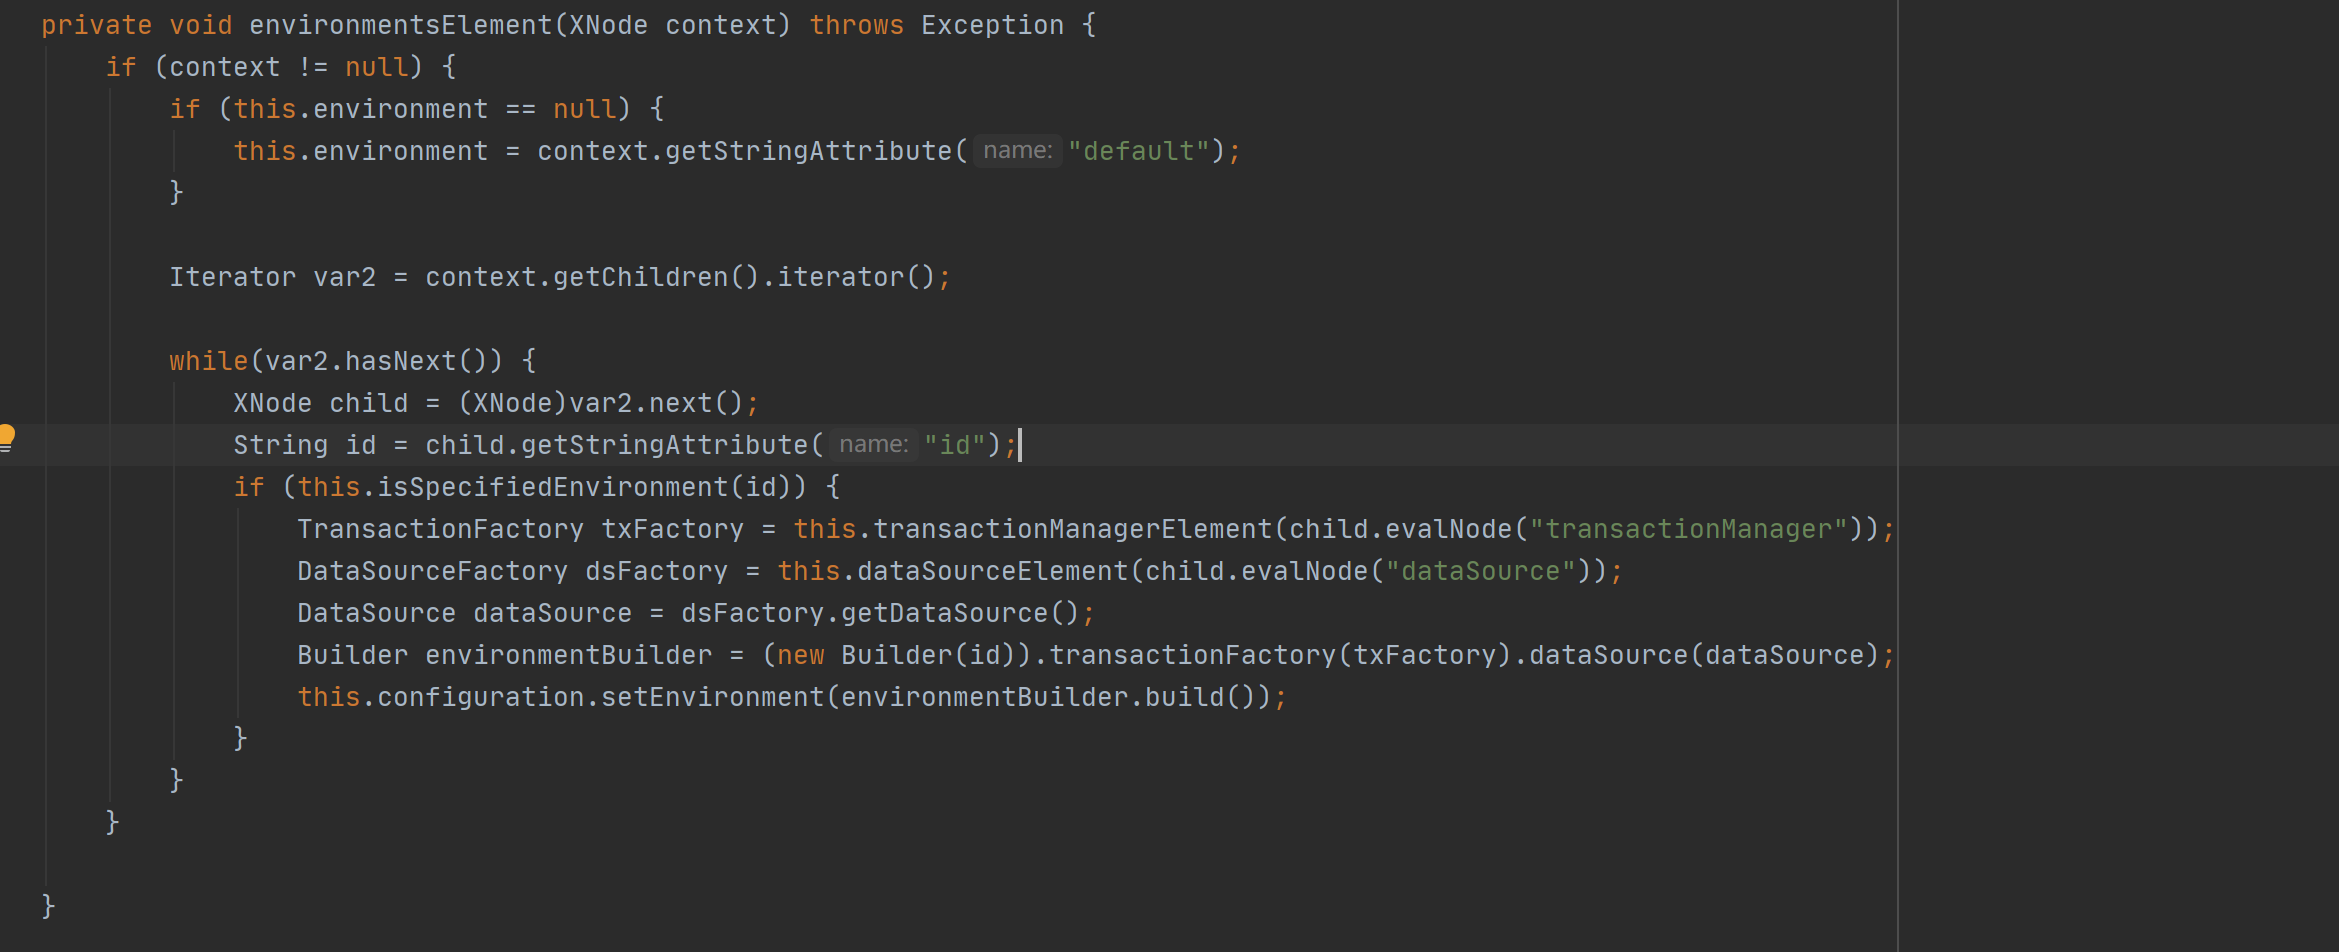 private void environmentsElement(XNode context) throws Exception {
if (context != null) {
if (this.environment == null) {
this.environment = context.getStringAttribute( name: "default");
}
Iterator var2 = context.getChildren().iterator();
while(var2.hasNext()) {
XNode child = (XNode)var2.next();
String id = child.getStringAttribute( name: "id");
if (this.isSpecifiedEnvironment(id)) {
TransactionFactory txFactory = this.transactionManagerElement(child.evalNode("transactionManager"));
DataSourceFactory dsFactory = this.dataSourceElement(child.evalNode("dataSource"));
DataSource dataSource = dsFactory.getDataSource();
Builder environmentBuilder = (new Builder(id)).transactionFactory(txFactory).dataSource(dataSource);
this.configuration.setEnvironment(environmentBuilder.build());
}
}
}
}